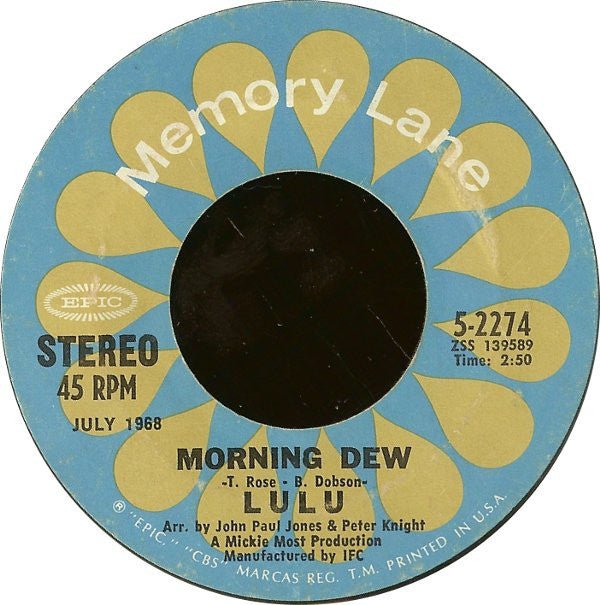 Memory Lane
EPIC
STEREO
45 RPM
JULY 1968
5-2274
ZSS 139589
Time: 2:50
MORNING DEW
-T. Rose - B. Dobson-
LULU
Arr. by John Paul Jones & Peter Knight
A Mickie Most Production
Manufactured by IFC
® "EPIC," "CBS" MARCAS REG. T.M. PRINTED IN U.S.A.